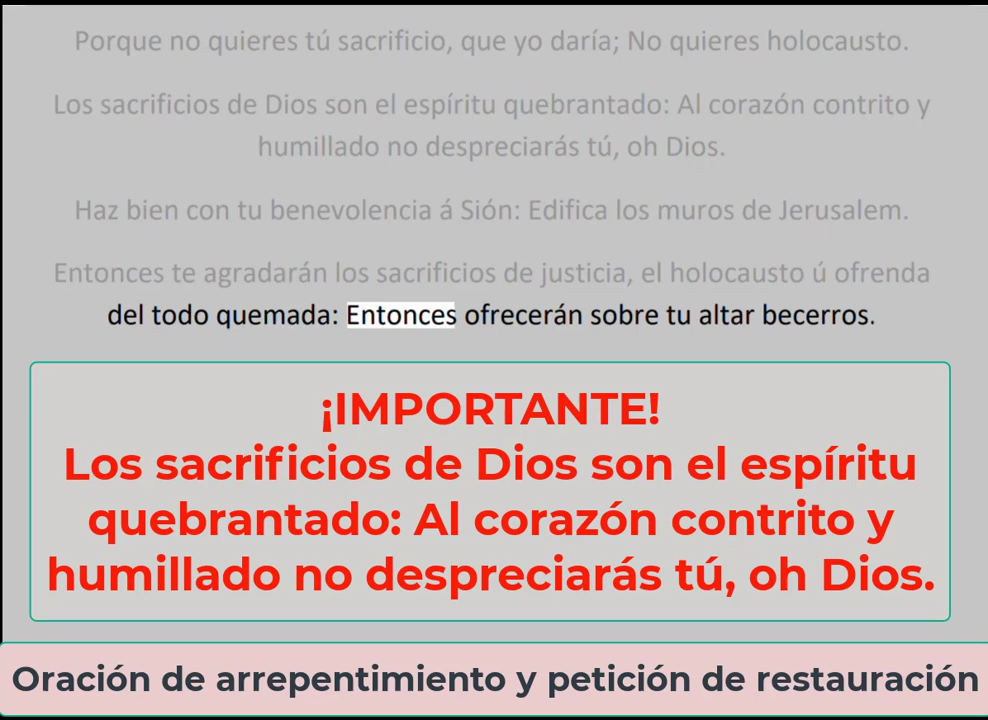 Porque no quieres tú sacrificio, que yo daría; No quieres holocausto.
Los sacrificios de Dios son el espíritu quebrantado: Al corazón contrito y
humillado no despreciarás tú, oh Dios.
Haz bien con tu benevolencia á Sión: Edifica los muros de Jerusalem.
Entonces te agradarán los sacrificios de justicia, el holocausto ú ofrenda
del todo quemada: Entonces ofrecerán sobre tu altar becerros.
¡IMPORTANTE!
Los sacrificios de Dios son el espíritu
quebrantado: Al corazón contrito y
humillado no despreciarás tú, oh Dios.
Oración de arrepentimiento y petición de restauración